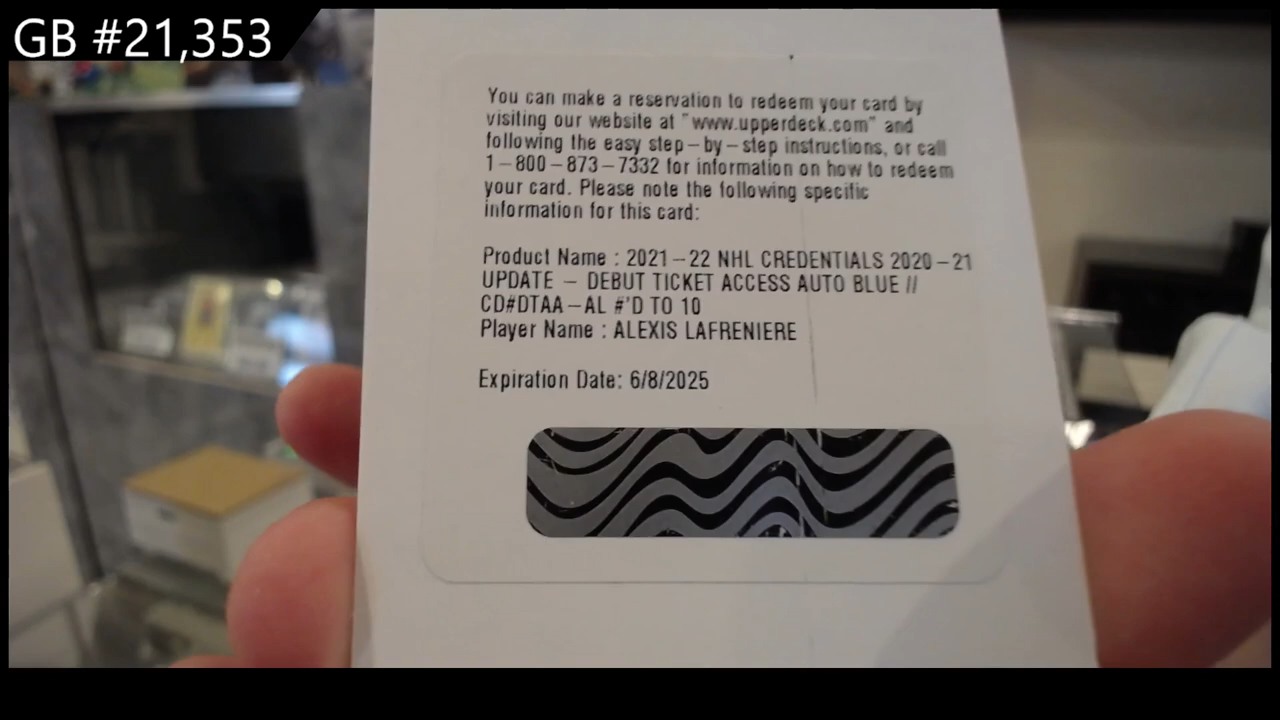 GB #21,353
You can make a reservation to redeem your card by
visiting our website at "www.upperdeck.com" and
following the easy step-by-step instructions, or call
1-800-873-7332 for information on how to redeem
your card. Please note the following specific
information for this card:
Product Name : 2021-22 NHL CREDENTIALS 2020-21
UPDATE - DEBUT TICKET ACCESS AUTO BLUE //
CD#DTAA-AL #'D TO 10
Player Name : ALEXIS LAFRENIERE
Expiration Date: 6/8/2025